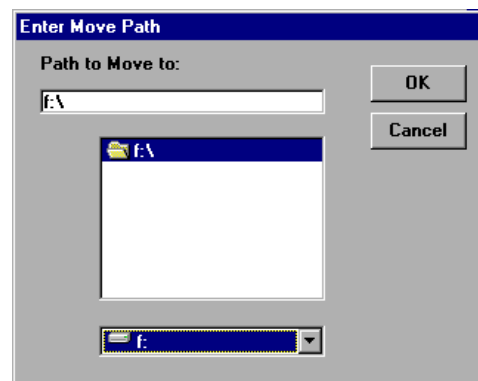 Enter Move Path
Path to Move to:
f:\
OK
Cancel
f:\
f: